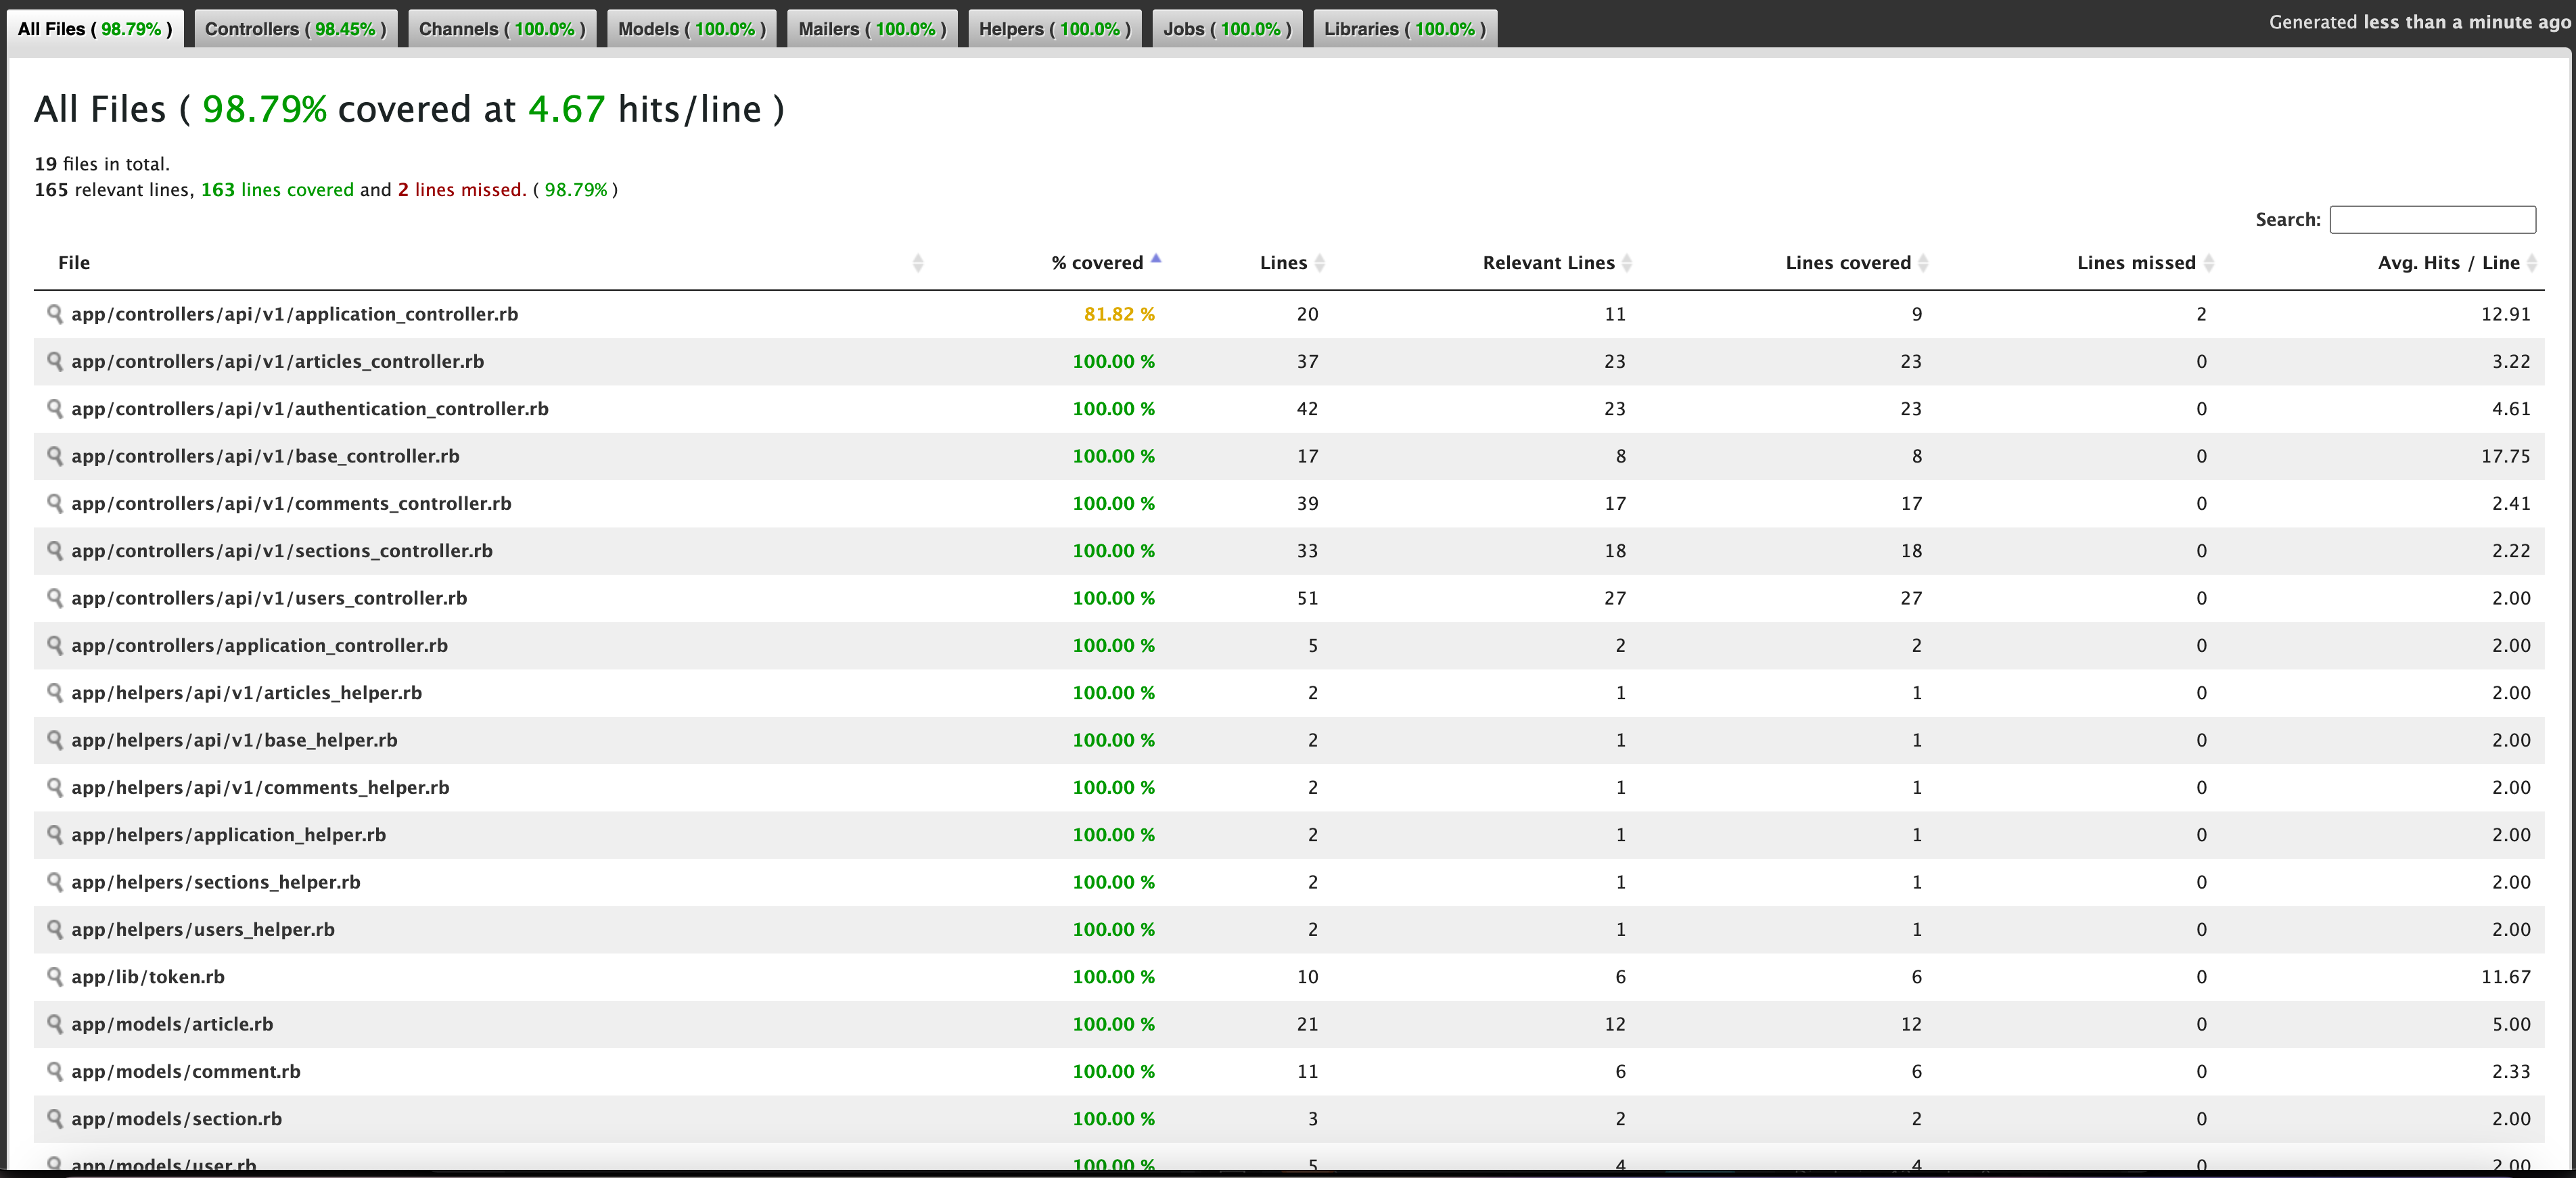 All Files ( 98.79% ) Controllers ( 98.45% ) Channels ( 100.0% ) Models ( 100.0% ) Mailers ( 100.0% ) Helpers ( 100.0% ) Jobs ( 100.0% ) Libraries ( 100.0% ) Generated less than a minute ago
All Files ( 98.79% covered at 4.67 hits/line )
19 files in total.
165 relevant lines, 163 lines covered and 2 lines missed. ( 98.79% )
Search:
File % covered Lines Relevant Lines Lines covered Lines missed Avg. Hits / Line
app/controllers/api/v1/application_controller.rb 81.82 % 20 11 9 2 12.91
app/controllers/api/v1/articles_controller.rb 100.00 % 37 23 23 0 3.22
app/controllers/api/v1/authentication_controller.rb 100.00 % 42 23 23 0 4.61
app/controllers/api/v1/base_controller.rb 100.00 % 17 8 8 0 17.75
app/controllers/api/v1/comments_controller.rb 100.00 % 39 17 17 0 2.41
app/controllers/api/v1/sections_controller.rb 100.00 % 33 18 18 0 2.22
app/controllers/api/v1/users_controller.rb 100.00 % 51 27 27 0 2.00
app/controllers/application_controller.rb 100.00 % 5 2 2 0 2.00
app/helpers/api/v1/articles_helper.rb 100.00 % 2 1 1 0 2.00
app/helpers/api/v1/base_helper.rb 100.00 % 2 1 1 0 2.00
app/helpers/api/v1/comments_helper.rb 100.00 % 2 1 1 0 2.00
app/helpers/application_helper.rb 100.00 % 2 1 1 0 2.00
app/helpers/sections_helper.rb 100.00 % 2 1 1 0 2.00
app/helpers/users_helper.rb 100.00 % 2 1 1 0 2.00
app/lib/token.rb 100.00 % 10 6 6 0 11.67
app/models/article.rb 100.00 % 21 12 12 0 5.00
app/models/comment.rb 100.00 % 11 6 6 0 2.33
app/models/section.rb 100.00 % 3 2 2 0 2.00
app/models/user.rb 100.00 % 5 4 4 0 2.00